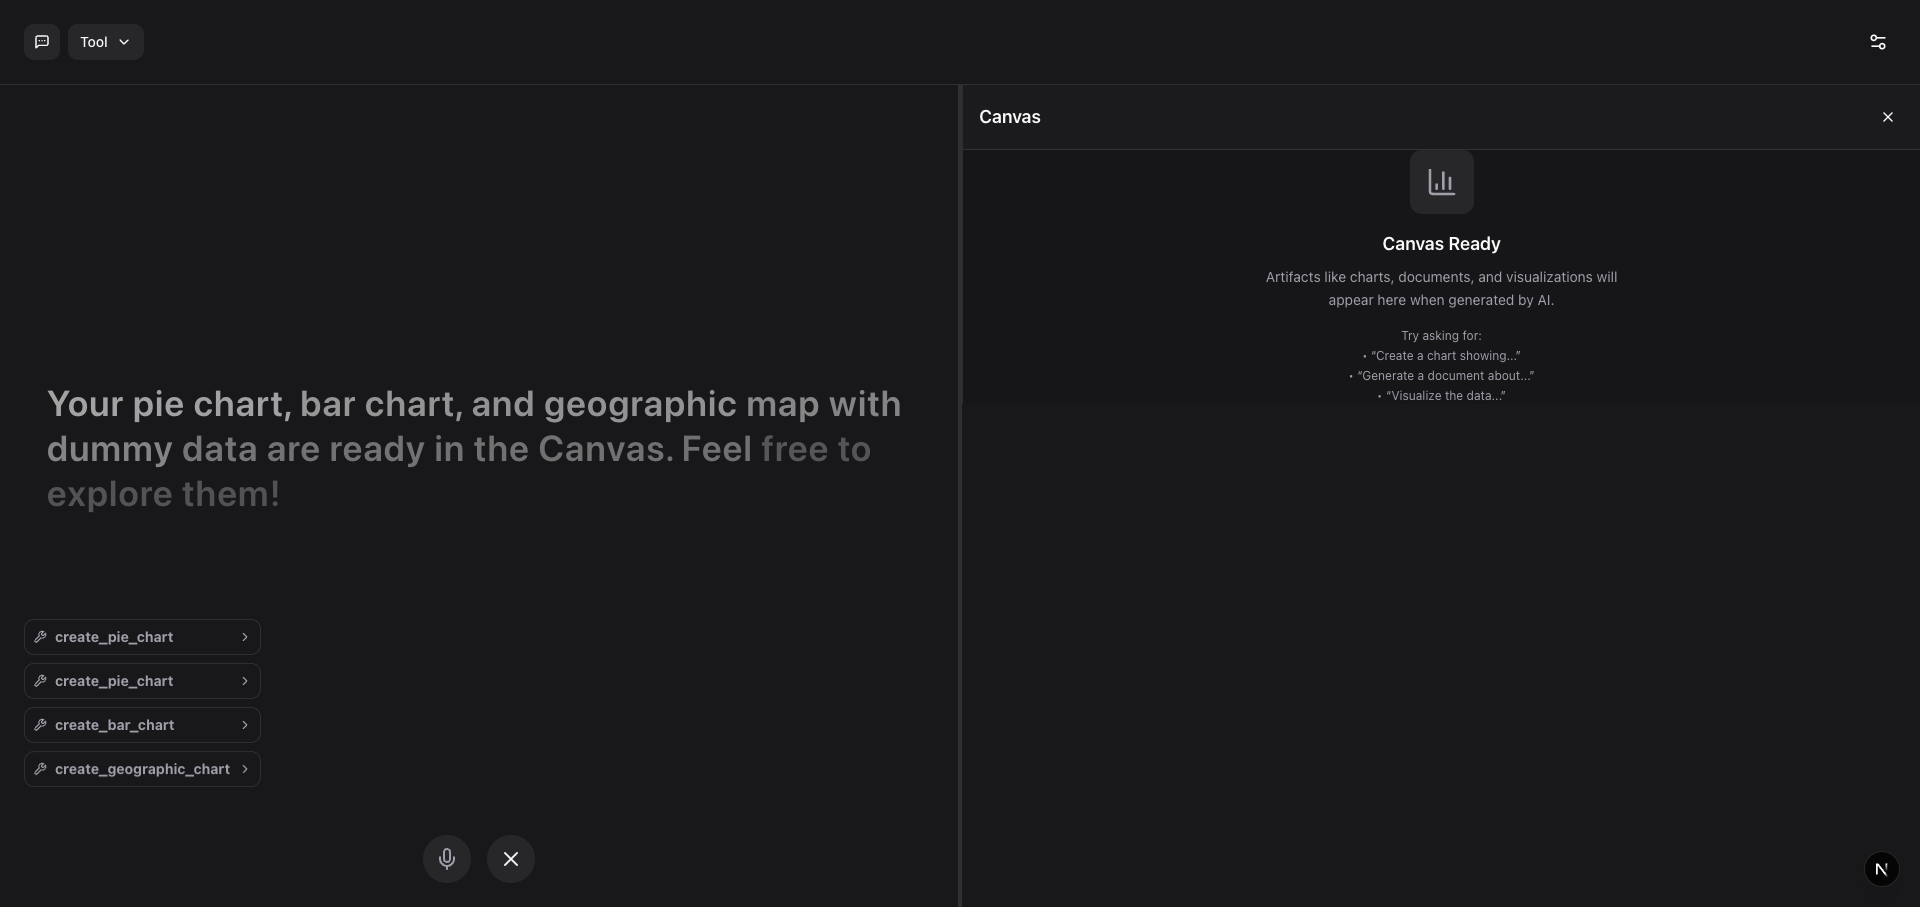 Tool
Canvas
Canvas Ready
Artifacts like charts, documents, and visualizations will
appear here when generated by AI.
Try asking for:
• "Create a chart showing..."
• "Generate a document about..."
• "Visualize the data..."
Your pie chart, bar chart, and geographic map with
dummy data are ready in the Canvas. Feel free to
explore them!
create_pie_chart
create_pie_chart
create_bar_chart
create_geographic_chart
N